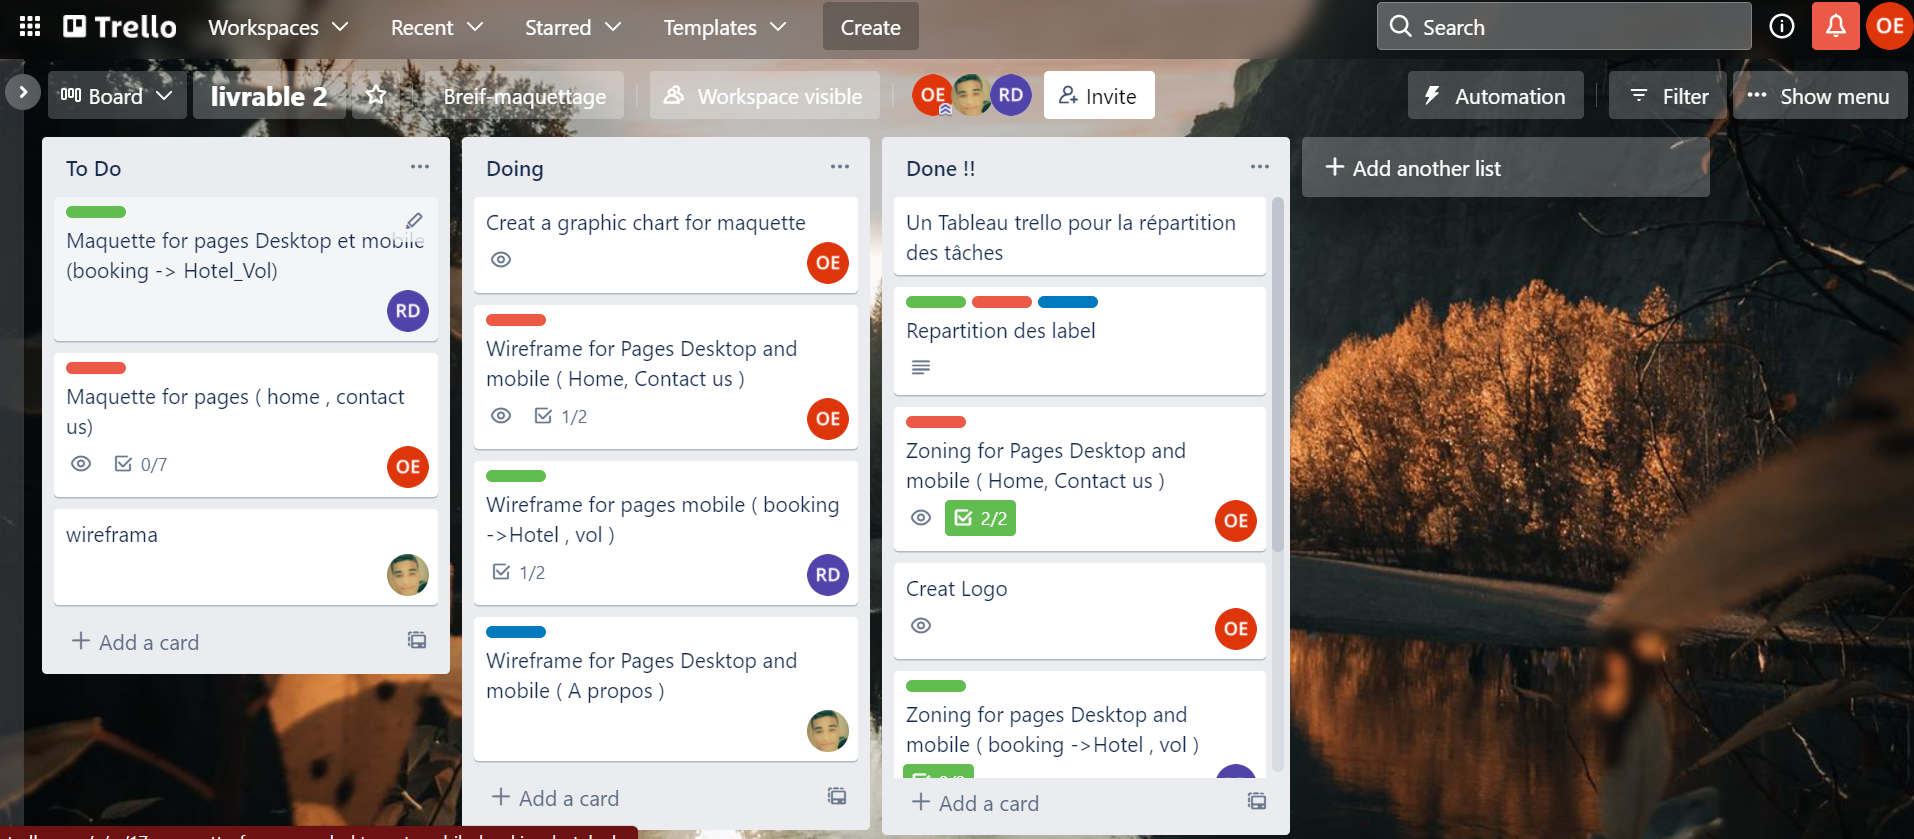 Trello
Workspaces
Recent
Starred
Templates
Create
Search
OE
Board
livrable 2
Breif-maquettage
Workspace visible
OE
RD
Invite
Automation
Filter
Show menu
To Do
Maquette for pages Desktop et mobile
(booking -> Hotel_Vol)
RD
Maquette for pages ( home , contact
us)
0/7
OE
wireframa
Add a card
Doing
Creat a graphic chart for maquette
OE
Wireframe for Pages Desktop and
mobile ( Home, Contact us )
1/2
OE
Wireframe for pages mobile ( booking
->Hotel , vol )
1/2
RD
Wireframe for Pages Desktop and
mobile ( A propos )
Add a card
Done !!
Un Tableau trello pour la répartition
des tâches
Repartition des label
Zoning for Pages Desktop and
mobile ( Home, Contact us )
2/2
OE
Creat Logo
OE
Zoning for pages Desktop and
mobile ( booking ->Hotel , vol )
Add a card
Add another list